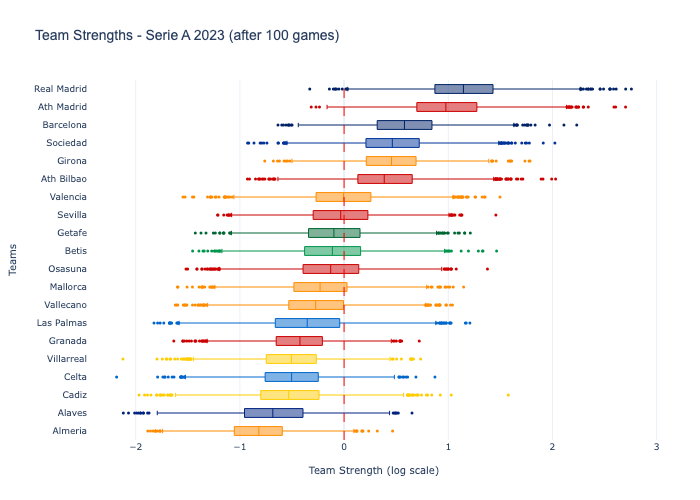 Team Strengths - Serie A 2023 (after 100 games)
Real Madrid
Ath Madrid
Barcelona
Sociedad
Girona
Ath Bilbao
Valencia
Sevilla
Getafe
Betis
Osasuna
Mallorca
Vallecano
Las Palmas
Granada
Villarreal
Celta
Cadiz
Alaves
Almeria
Teams
−2 −1 0 1 2 3
Team Strength (log scale)